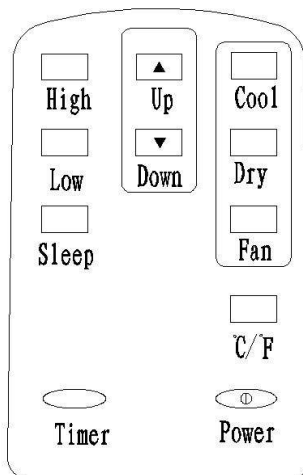 High Up Cool
Low Down Dry
Sleep Fan
℃/℉
Timer Power